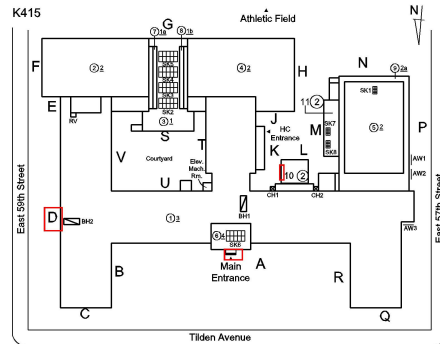 K415
Athletic Field
N
G
7 1a
8 1b
9 2a
N
F
2 2
SK5
SK4
SK3
SK2
4 2
H
SK1
11 2
E
RV
3 1
S
J
HC
Entrance
SK7
M
SK8
5 2
P
V
Courtyard
T
K
L
Elev.
Mach.
Rm.
U
10 2
AW1
AW2
CH1
CH2
East 59th Street
East 57th Street
D
BH2
1 3
BH1
AW3
6 4
SK6
B
Main
Entrance
A
R
C
Q
Tilden Avenue